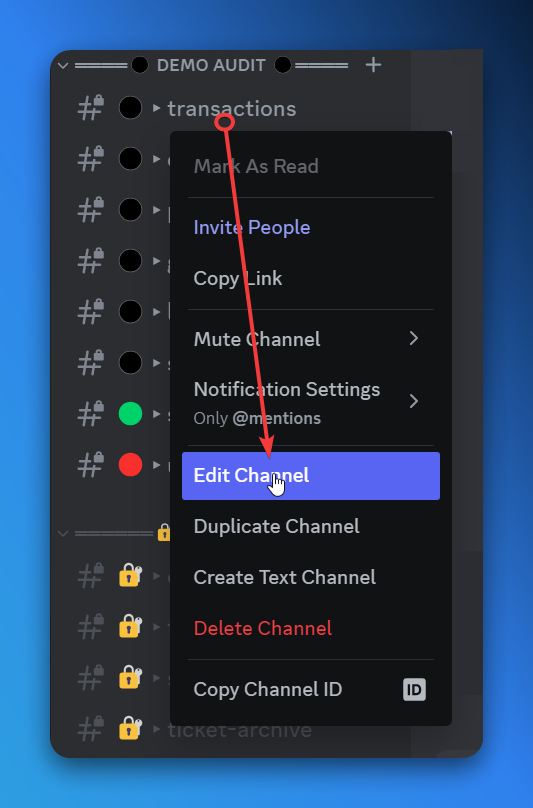 DEMO AUDIT
transactions
Mark As Read
Invite People
Copy Link
Mute Channel
Notification Settings
Only @mentions
Edit Channel
Duplicate Channel
Create Text Channel
Delete Channel
Copy Channel ID
ID
ticket-archive